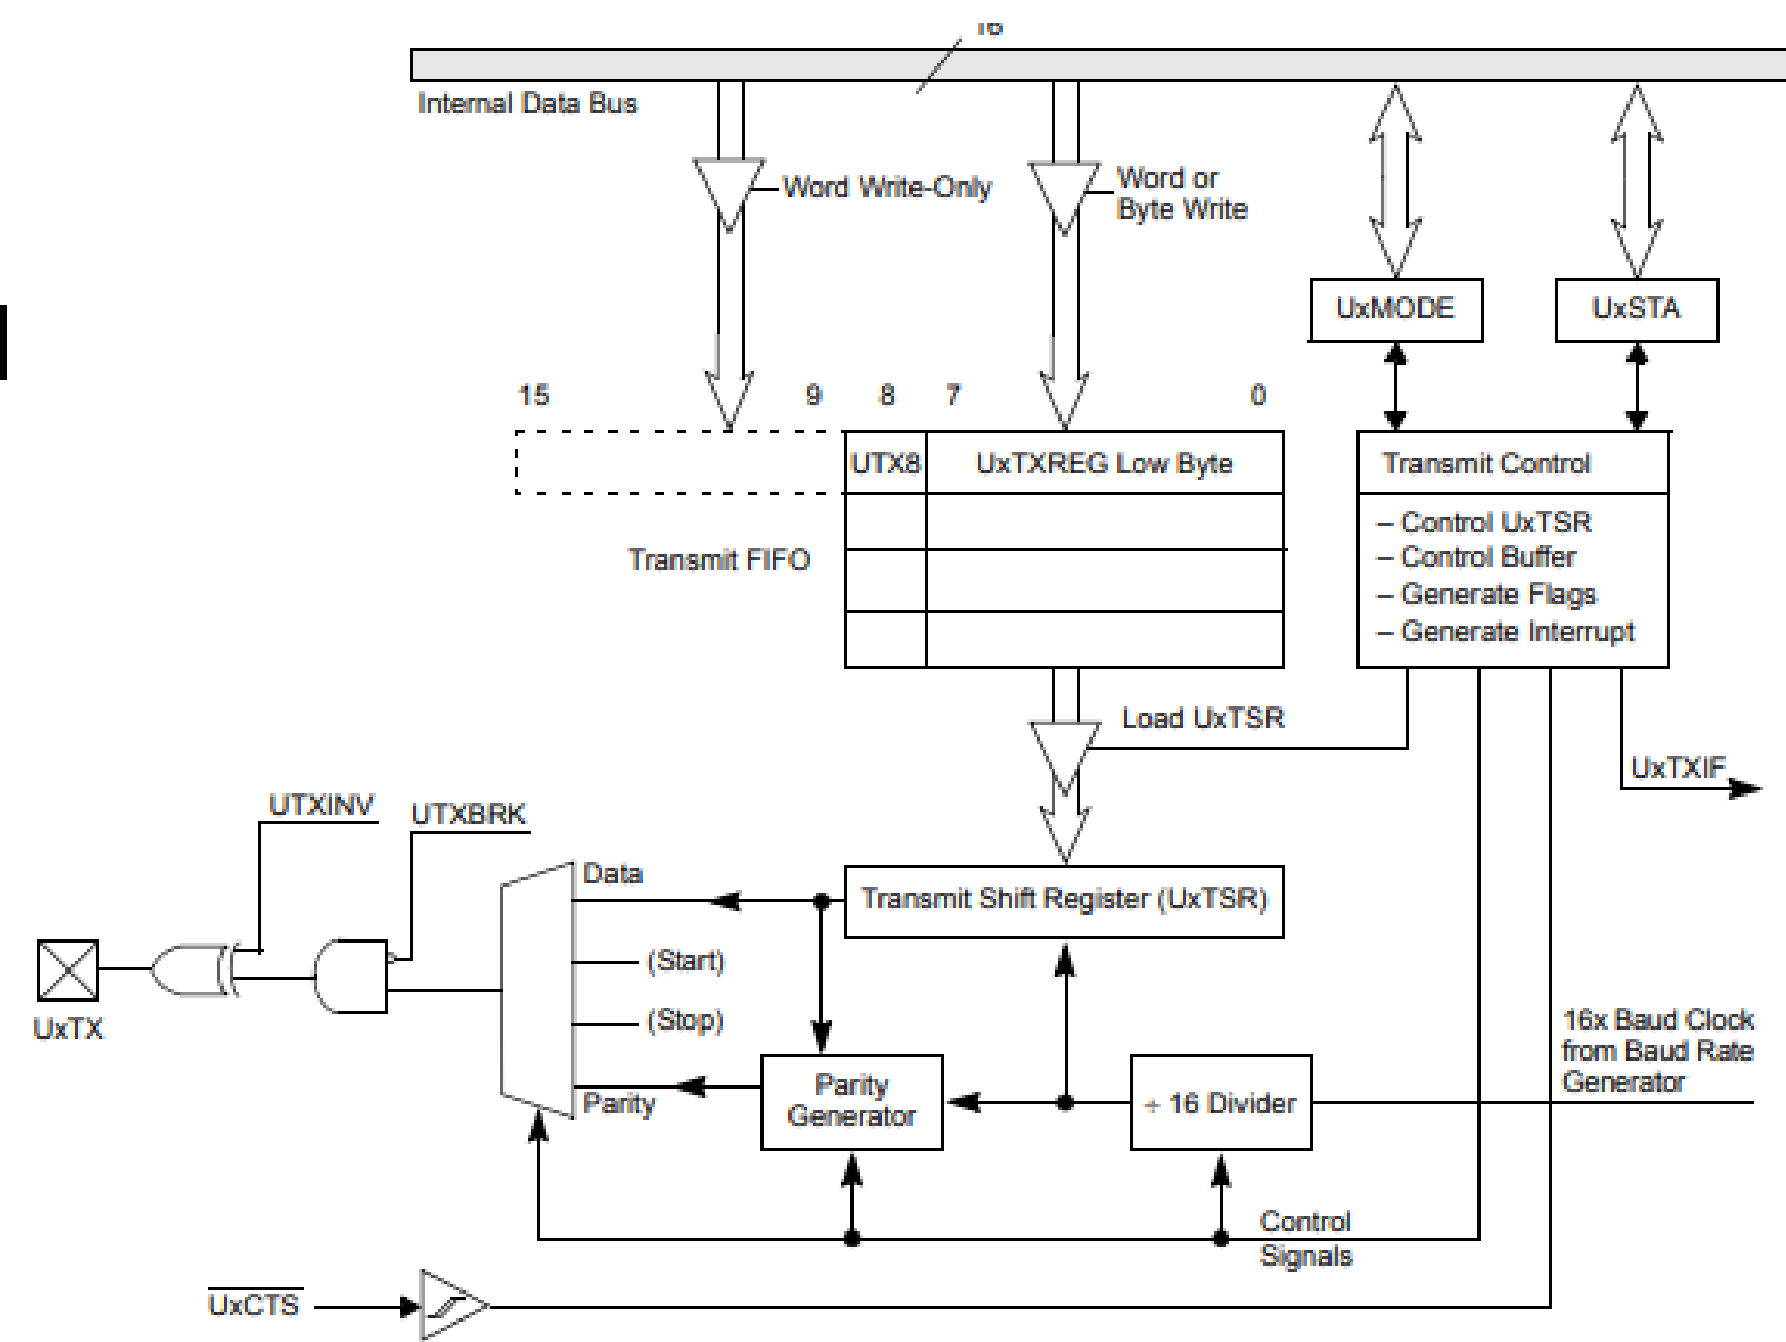 16
Internal Data Bus
Word Write-Only
Word or
Byte Write
UxMODE
UxSTA
15 9 8 7 0
UTX8 UxTXREG Low Byte
Transmit Control
– Control UxTSR
– Control Buffer
– Generate Flags
– Generate Interrupt
Transmit FIFO
Load UxTSR
UxTXIF
UTXINV
UTXBRK
Data
Transmit Shift Register (UxTSR)
(Start)
(Stop)
UxTX
Parity
Parity
Generator
÷ 16 Divider
16x Baud Clock
from Baud Rate
Generator
Control
Signals
UxCTS